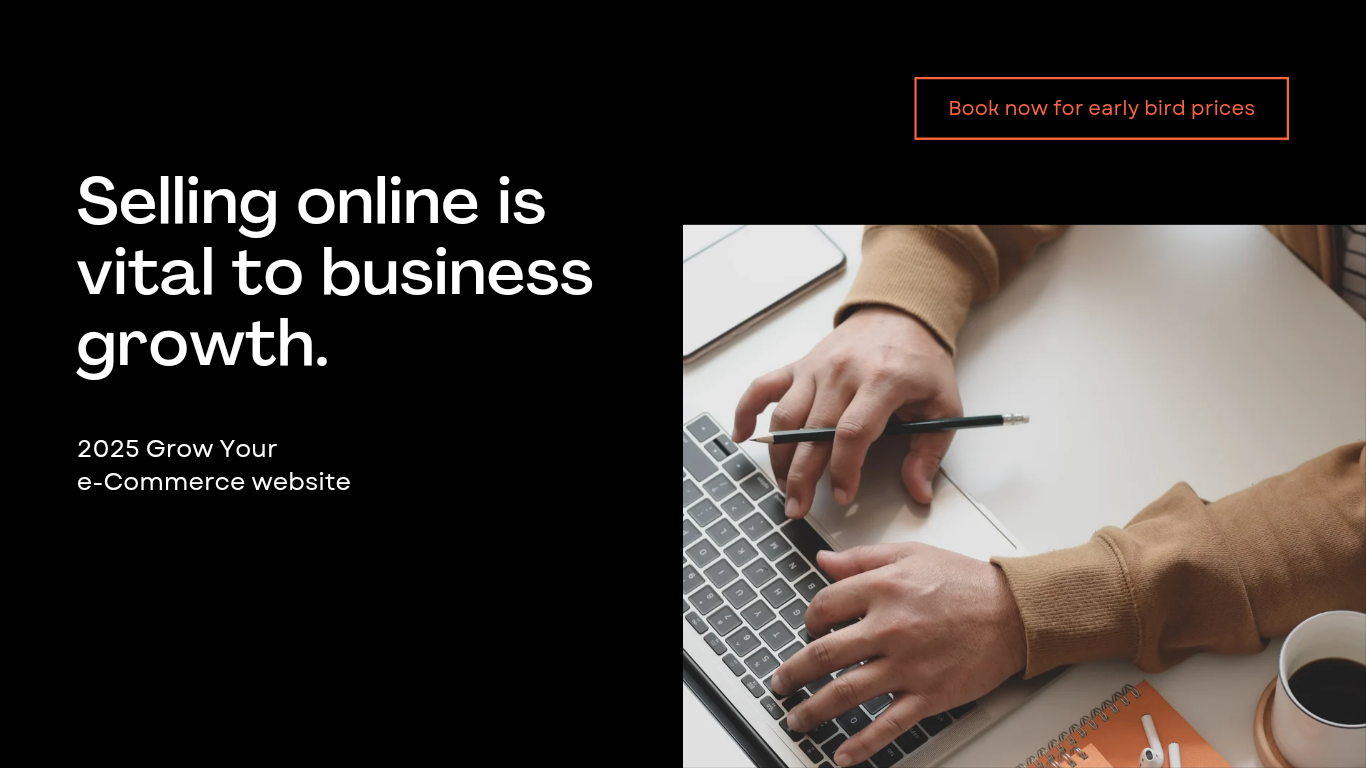 Book now for early bird prices
Selling online is
vital to business
growth.
2025 Grow Your
e-Commerce website